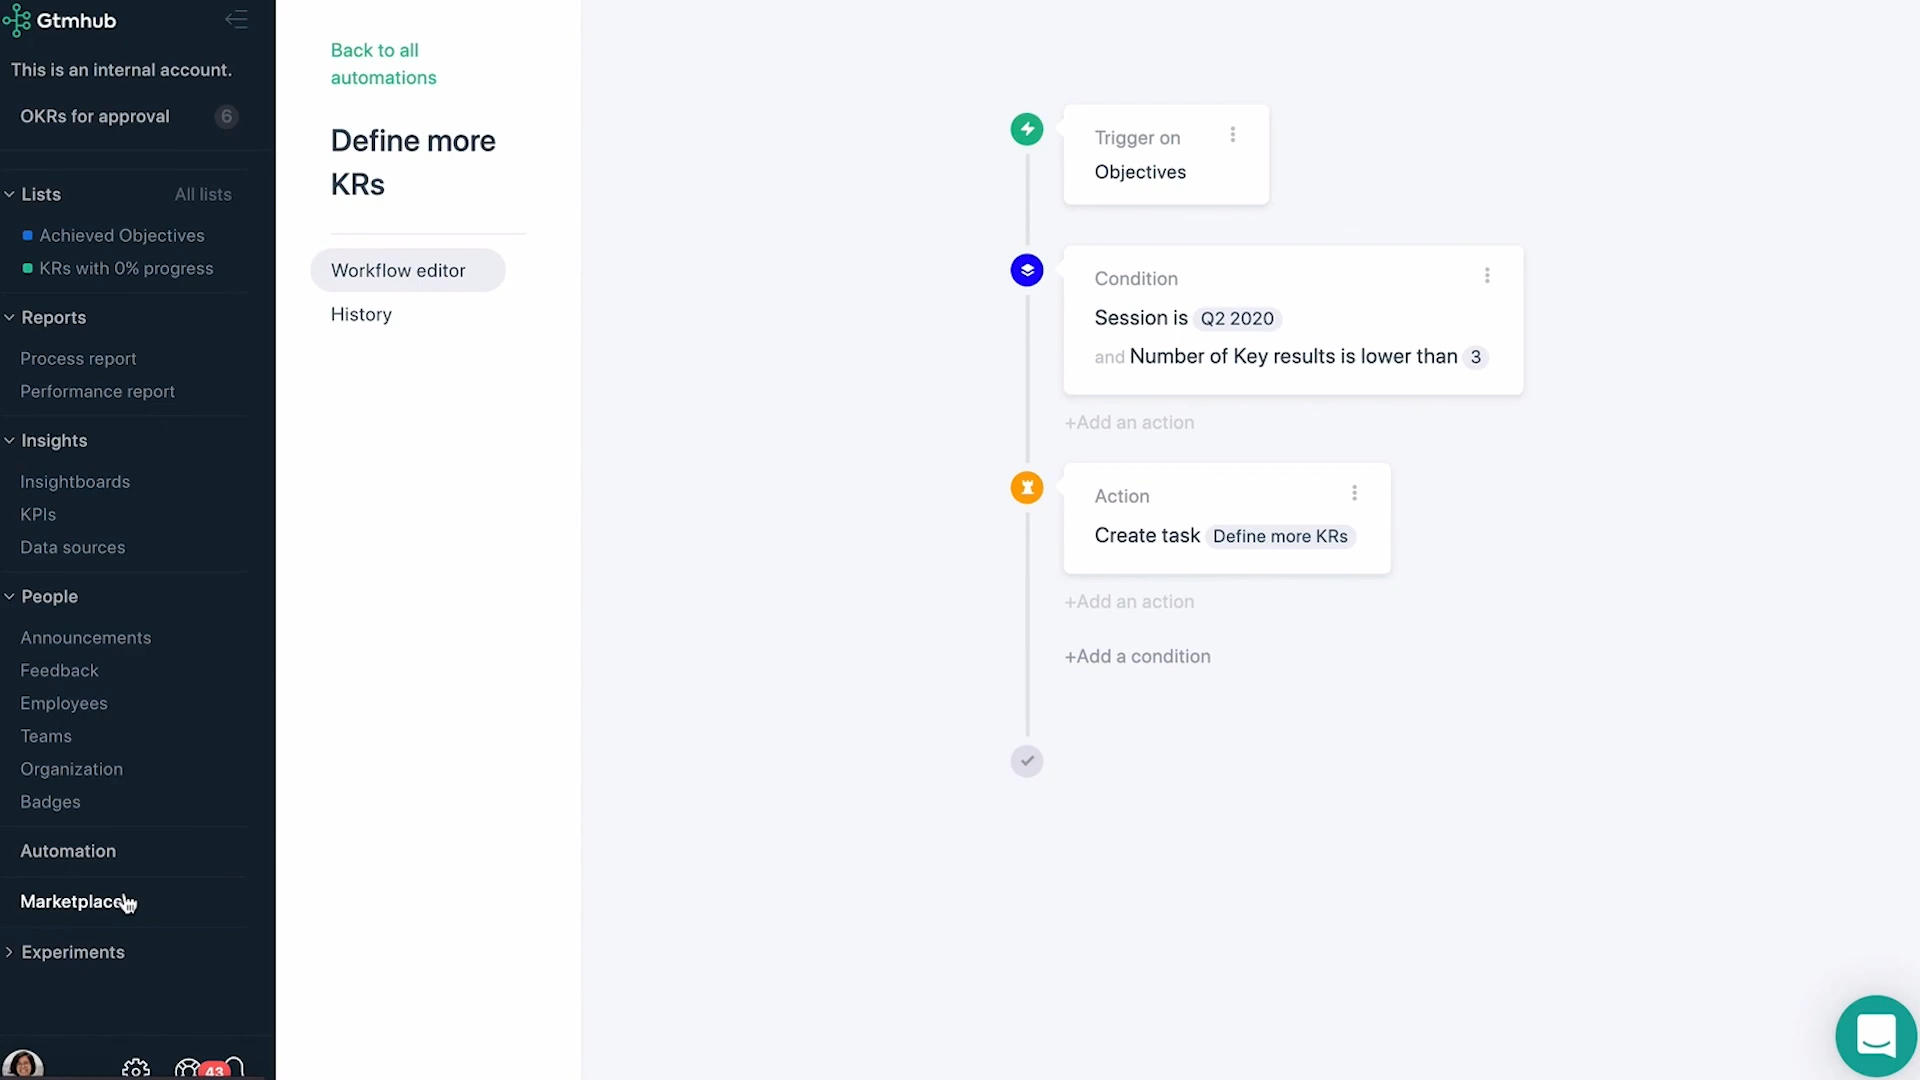 Gtmhub
This is an internal account.
OKRs for approval 6
Lists All lists
Achieved Objectives
KRs with 0% progress
Reports
Process report
Performance report
Insights
Insightboards
KPIs
Data sources
People
Announcements
Feedback
Employees
Teams
Organization
Badges
Automation
Marketplace
Experiments
43
Back to all
automations
Define more
KRs
Workflow editor
History
Trigger on
Objectives
Condition
Session is Q2 2020
and Number of Key results is lower than 3
+Add an action
Action
Create task Define more KRs
+Add an action
+Add a condition